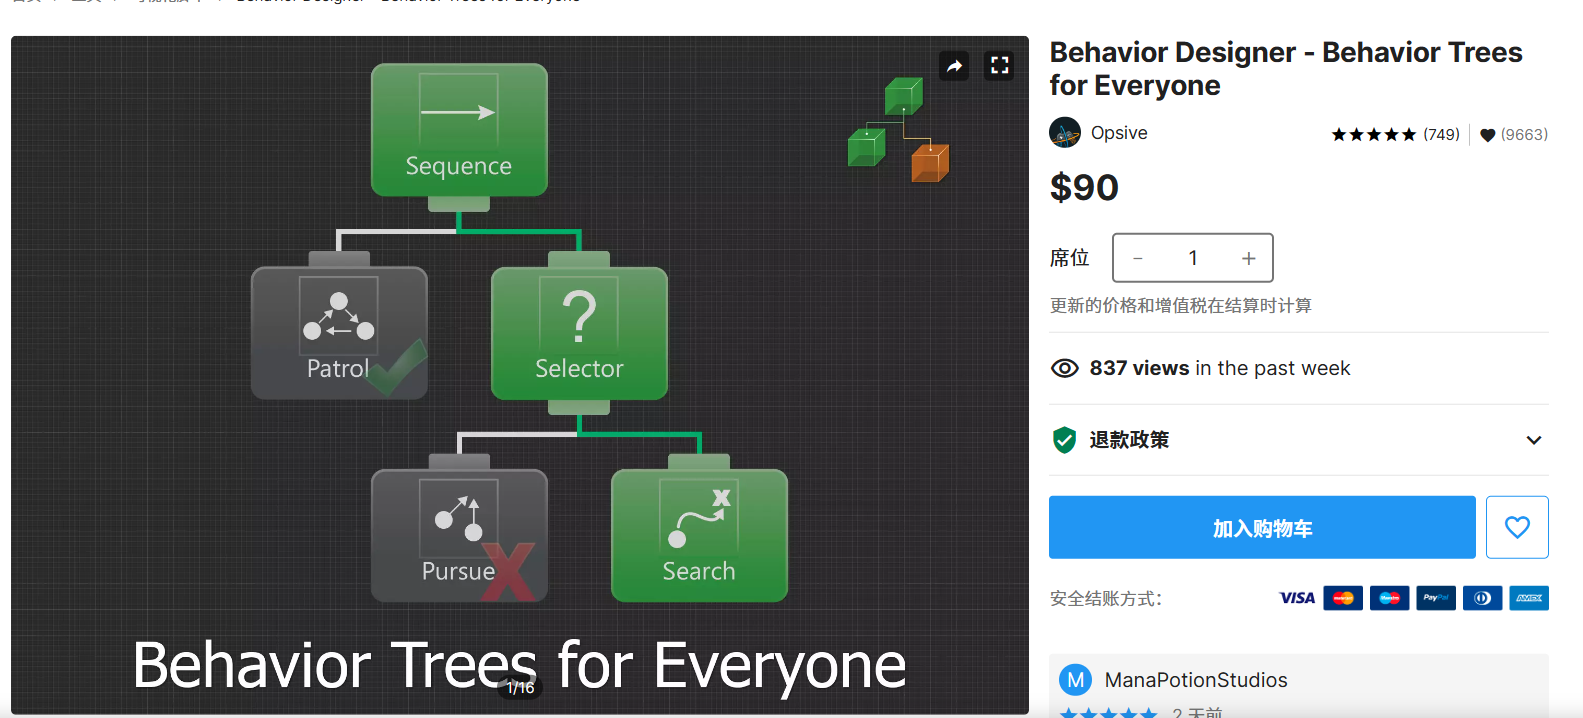 Behavior Designer - Behavior Trees
for Everyone
Opsive
(749)
(9663)
$90
席位
− 1 +
更新的价格和增值税在结算时计算
837 views in the past week
退款政策
加入购物车
安全结账方式:
VISA
PayPal
AMEX
M
ManaPotionStudios
2 天前
Sequence
Patrol
?
Selector
Pursue
X
Search
Behavior Trees for Everyone
1/16